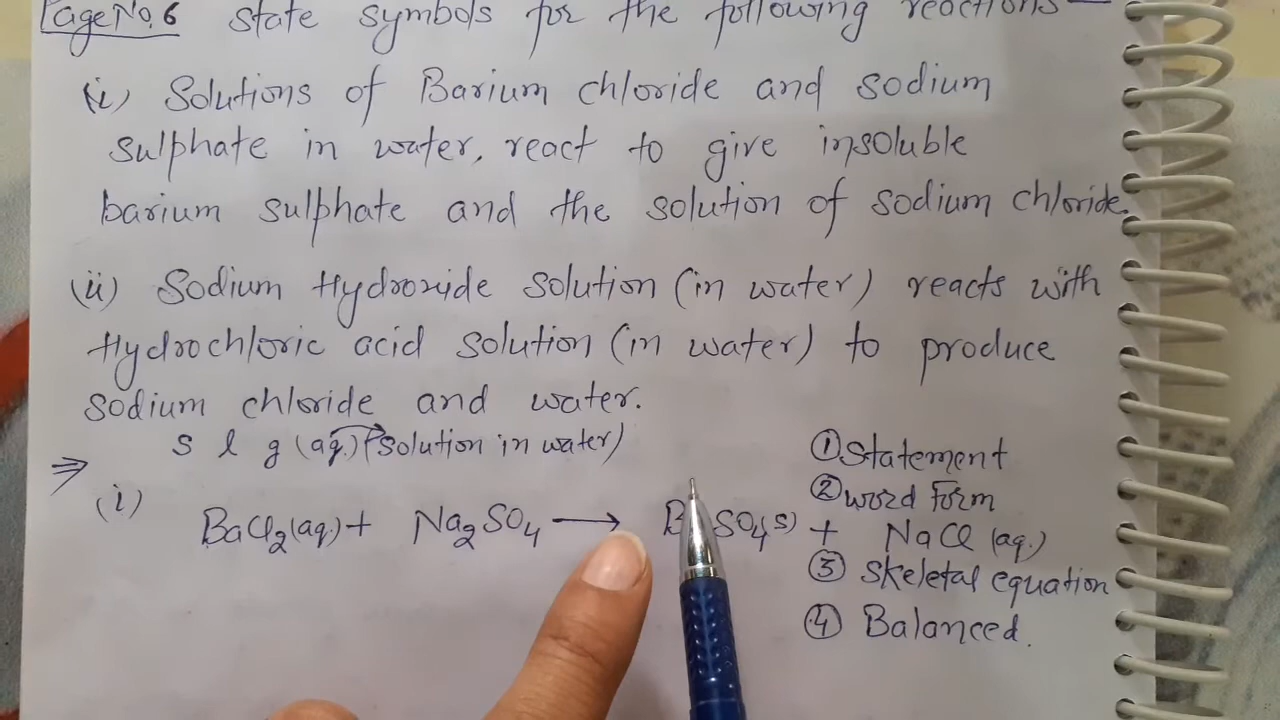 Page No. 6 State symbols for the following reactions—
(i) Solutions of Barium chloride and sodium
sulphate in water, react to give insoluble
barium sulphate and the solution of sodium chloride.
(ii) Sodium Hydroxide solution (in water) reacts with
Hydrochloric acid solution (in water) to produce
sodium chloride and water.
s l g (aq.) (solution in water)
⇒
(i) BaCl₂(aq.) + Na₂SO₄ → B SO₄(s) + NaCl (aq.)
① Statement
② word Form
③ Skeletal equation
④ Balanced.